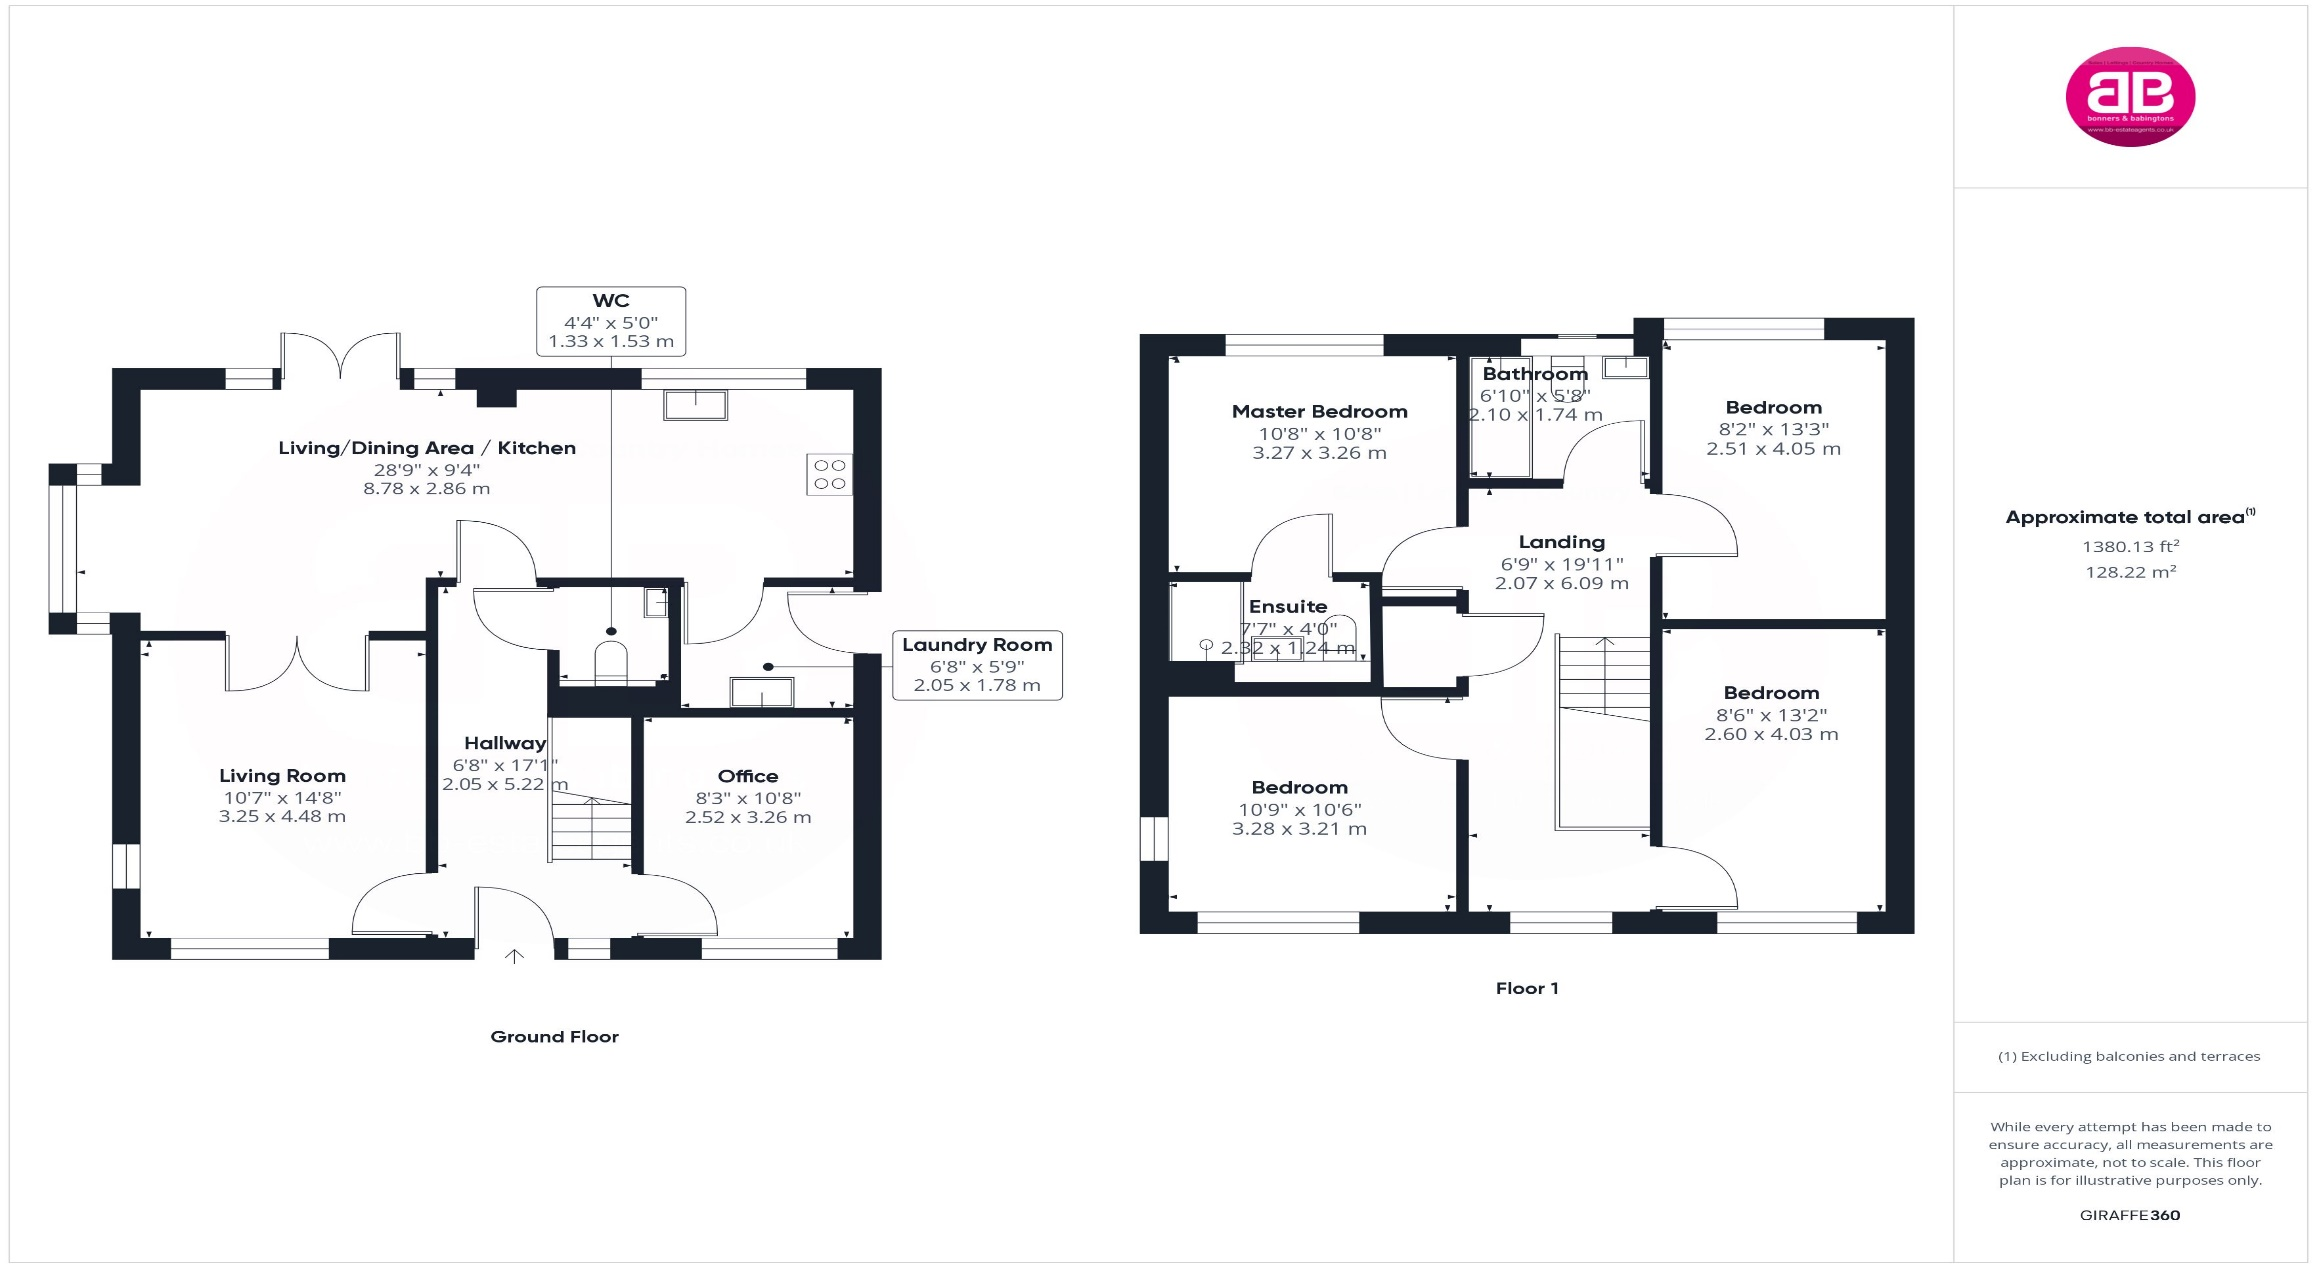 WC
4'4" x 5'0"
1.33 x 1.53 m
Living/Dining Area / Kitchen
28'9" x 9'4"
8.78 x 2.86 m
Laundry Room
6'8" x 5'9"
2.05 x 1.78 m
Hallway
6'8" x 17'1"
2.05 x 5.22 m
Living Room
10'7" x 14'8"
3.25 x 4.48 m
Office
8'3" x 10'8"
2.52 x 3.26 m
Ground Floor
Bathroom
6'10" x 5'8"
2.10 x 1.74 m
Master Bedroom
10'8" x 10'8"
3.27 x 3.26 m
Bedroom
8'2" x 13'3"
2.51 x 4.05 m
Landing
6'9" x 19'11"
2.07 x 6.09 m
Ensuite
7'7" x 4'0"
2.32 x 1.24 m
Bedroom
8'6" x 13'2"
2.60 x 4.03 m
Bedroom
10'9" x 10'6"
3.28 x 3.21 m
Floor 1
BB
bonners & babingtons
www.bb-estateagents.co.uk
Approximate total area(1)
1380.13 ft²
128.22 m²
(1) Excluding balconies and terraces
While every attempt has been made to
ensure accuracy, all measurements are
approximate, not to scale. This floor
plan is for illustrative purposes only.
GIRAFFE360